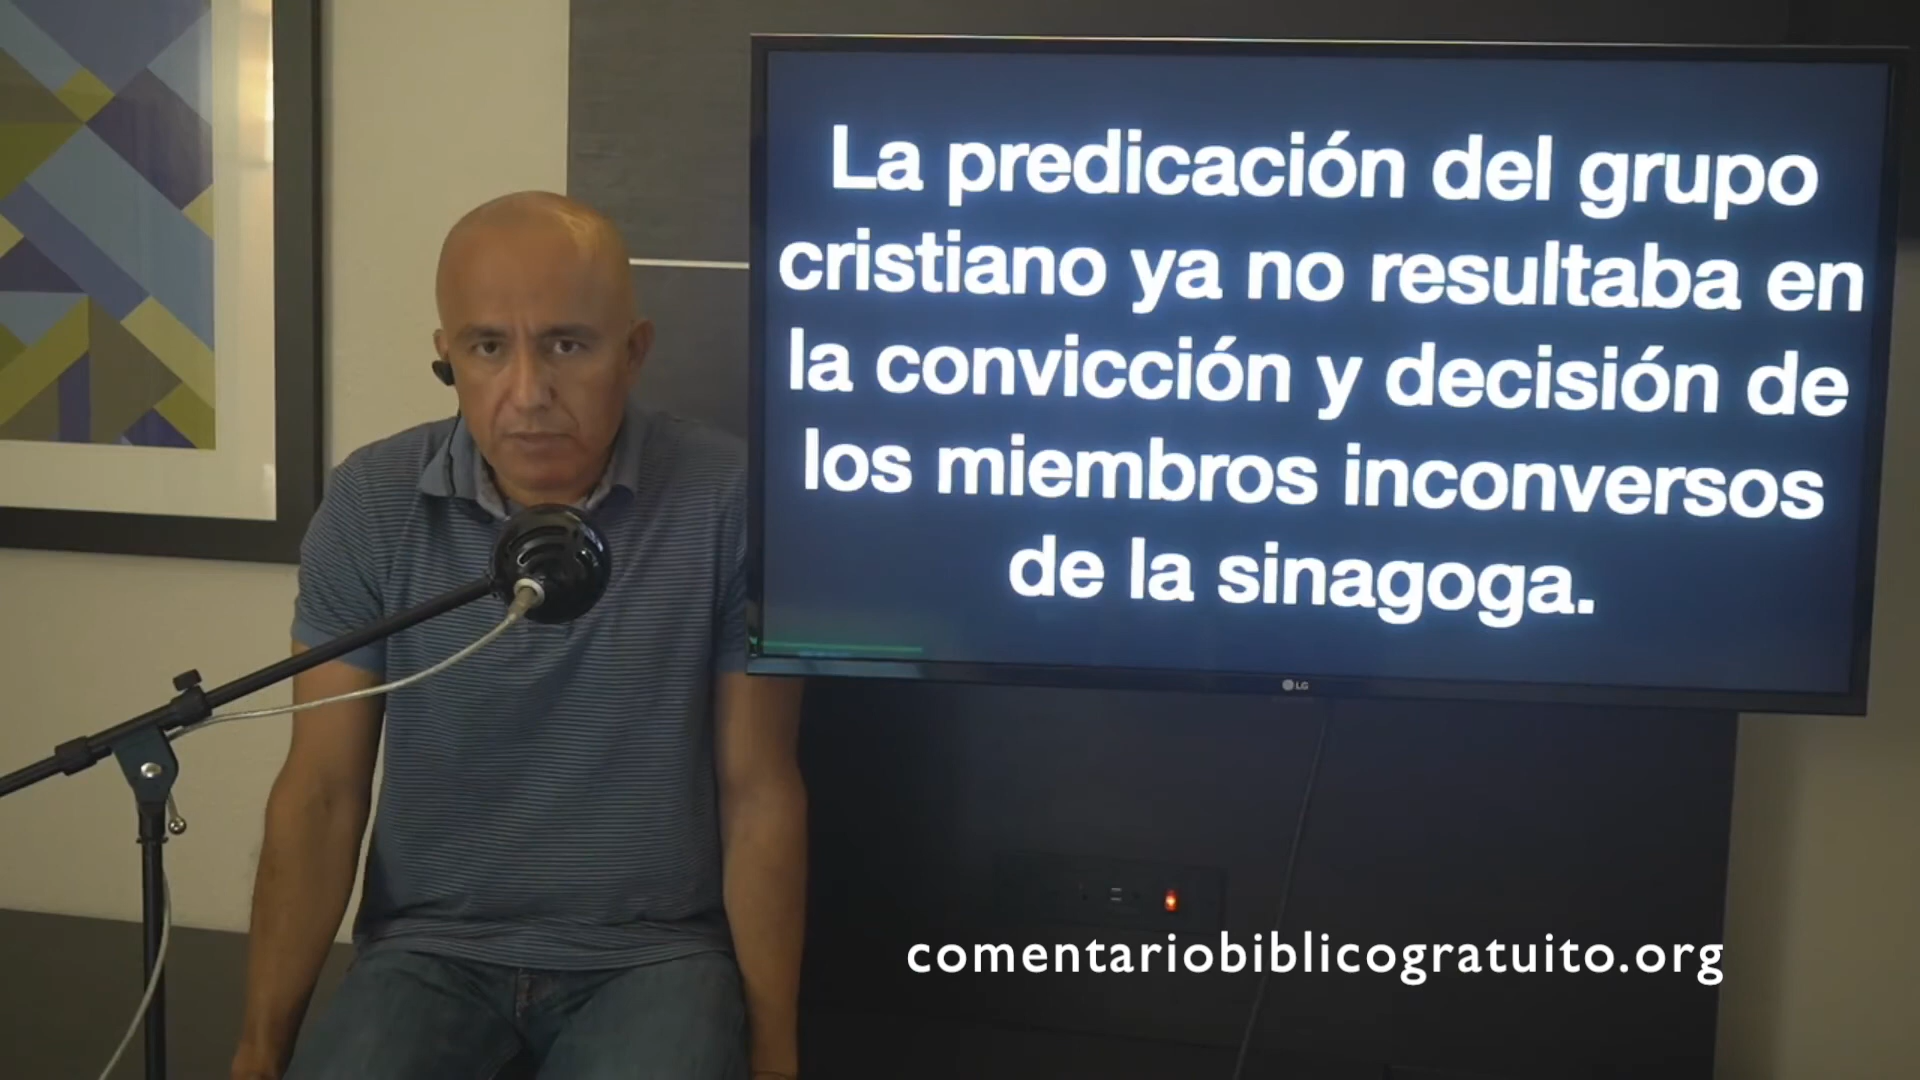 La predicación del grupo
cristiano ya no resultaba en
la convicción y decisión de
los miembros inconversos
de la sinagoga.
LG
comentariobiblicogratuito.org